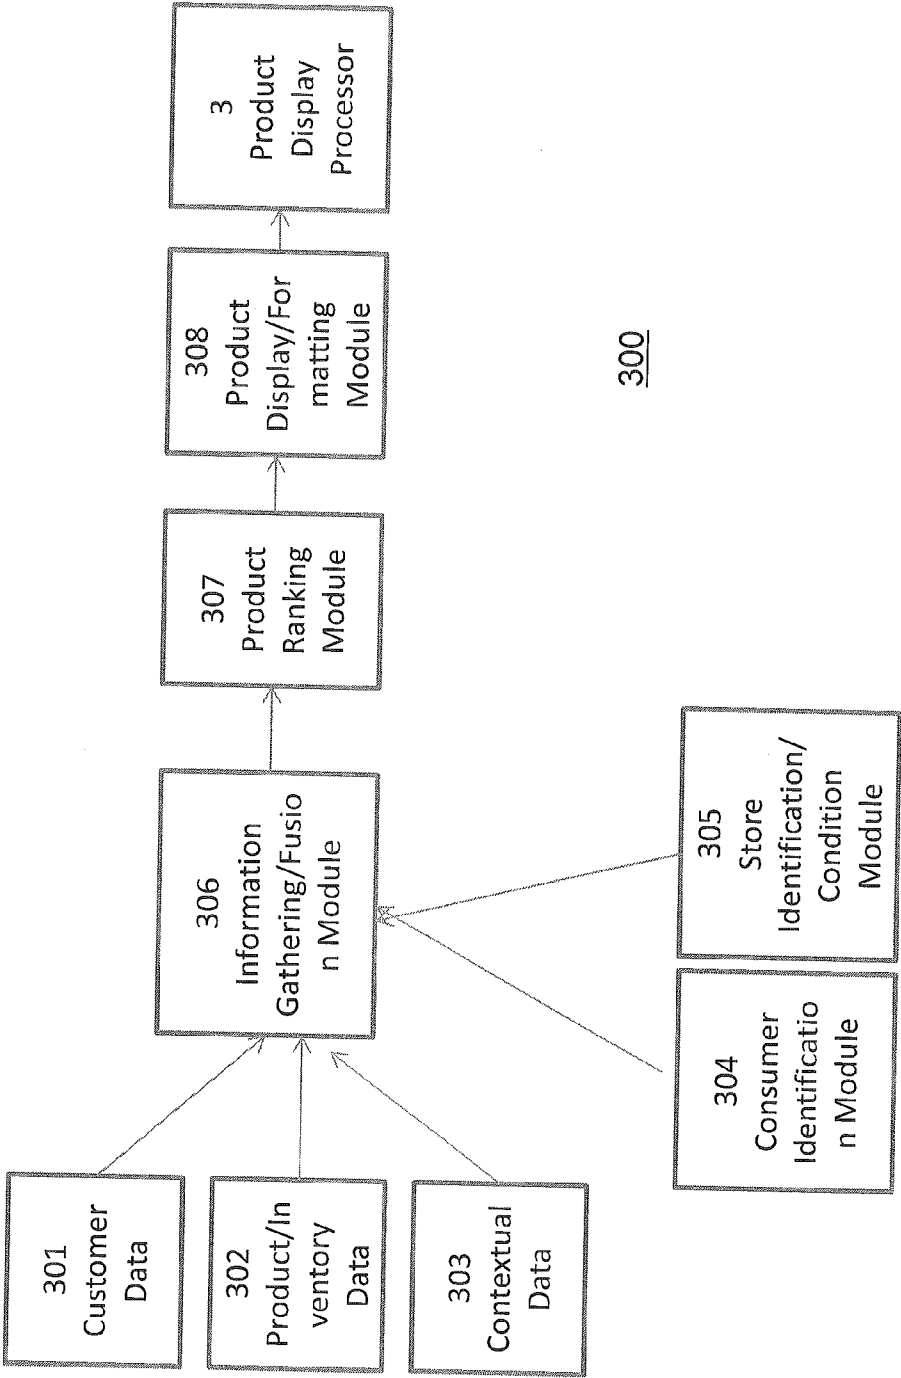 301
Customer
Data
302
Product/In
ventory
Data
303
Contextual
Data
304
Consumer
Identificatio
n Module
305
Store
Identification/
Condition
Module
306
Information
Gathering/Fusio
n Module
307
Product
Ranking
Module
308
Product
Display/For
matting
Module
3
Product
Display
Processor
300